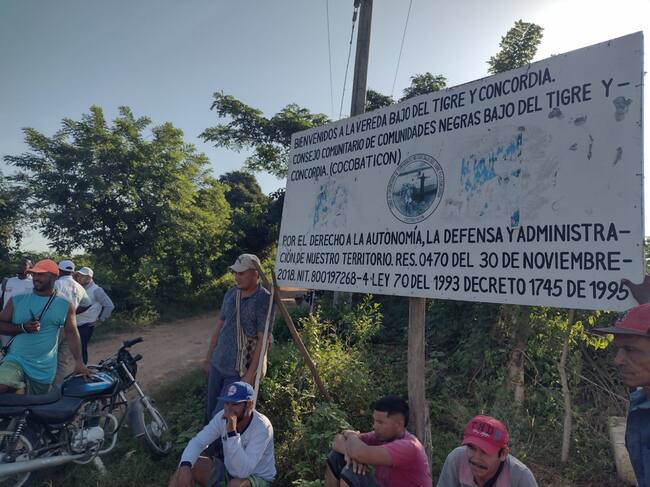 BIENVENIDOS A LA VEREDA BAJO DEL TIGRE Y CONCORDIA.
CONSEJO COMUNITARIO DE COMUNIDADES NEGRAS BAJO DEL TIGRE Y-
CONCORDIA. (COCOBATICON)
POR EL DERECHO A LA AUTONOMÍA, LA DEFENSA Y ADMINISTRA-
CIÓN DE NUESTRO TERRITORIO. RES. 0470 DEL 30 DE NOVIEMBRE-
2018. NIT. 800197268-4-LEY 70 DEL 1993 DECRETO 1745 DE 1995